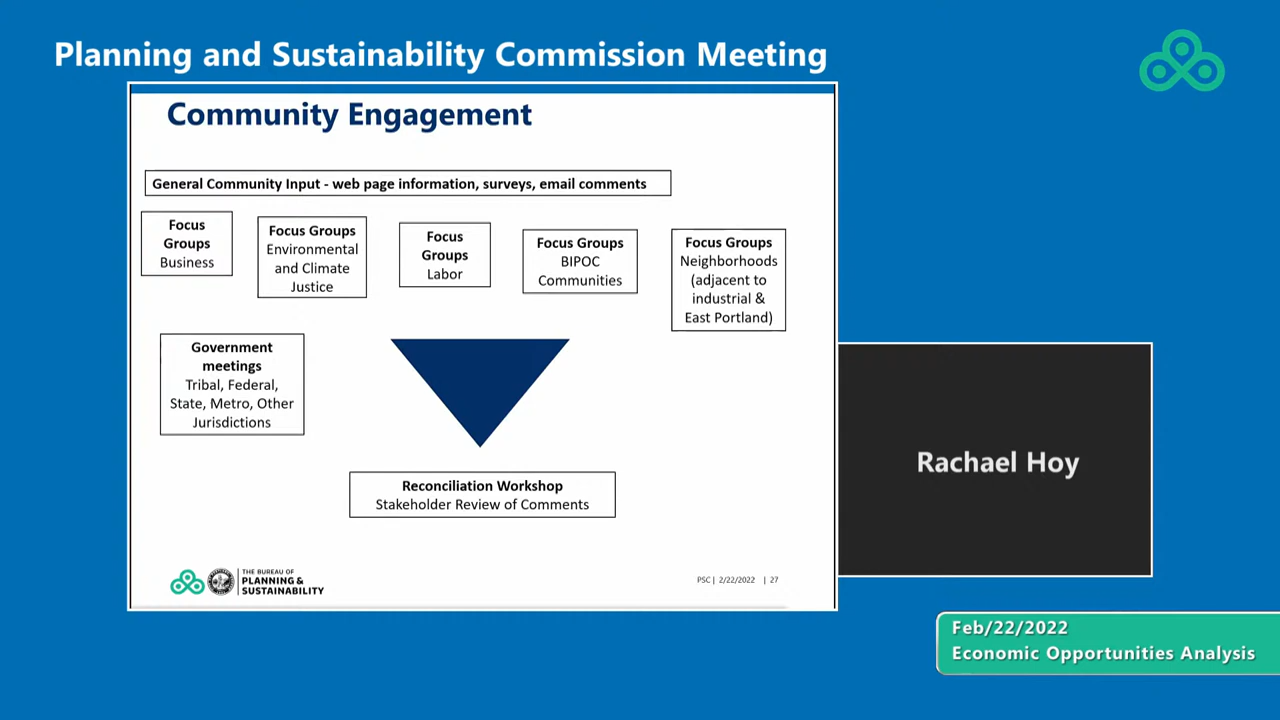 Planning and Sustainability Commission Meeting
Community Engagement
General Community Input - web page information, surveys, email comments
Focus
Groups
Business
Focus Groups
Environmental
and Climate
Justice
Focus
Groups
Labor
Focus Groups
BIPOC
Communities
Focus Groups
Neighborhoods
(adjacent to
industrial &
East Portland)
Government
meetings
Tribal, Federal,
State, Metro, Other
Jurisdictions
Reconciliation Workshop
Stakeholder Review of Comments
THE BUREAU OF
PLANNING &
SUSTAINABILITY
PSC | 2/22/2022 | 27
Rachael Hoy
Feb/22/2022
Economic Opportunities Analysis